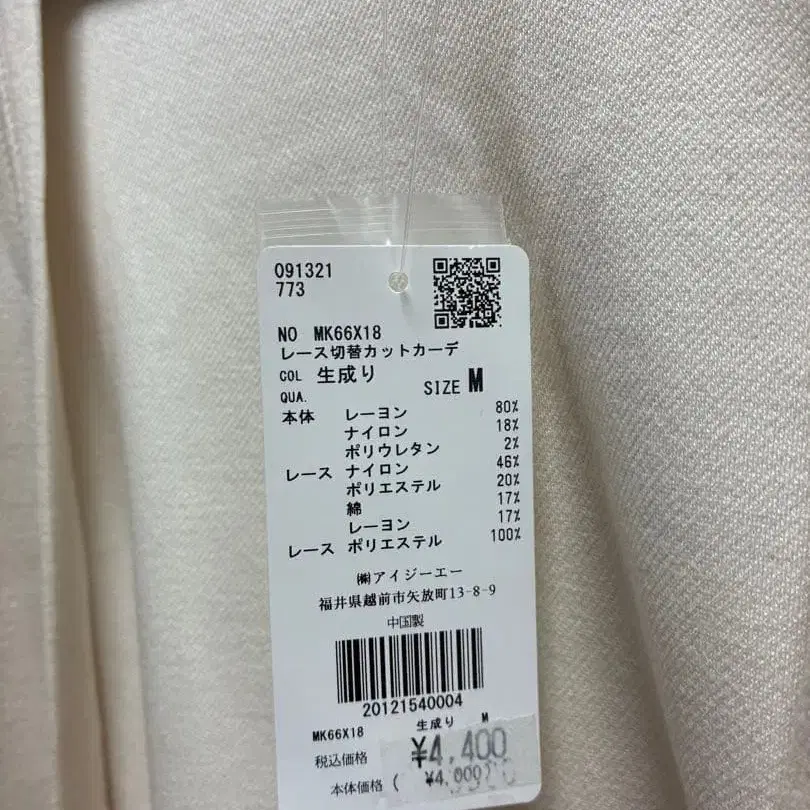 091321
773
NO MK66X18
レース切替カットカーデ
COL 生成り SIZE M
QUA.
本体 レーヨン 80%
ナイロン 18%
ポリウレタン 2%
レース ナイロン 46%
ポリエステル 20%
綿 17%
レーヨン 17%
レース ポリエステル 100%
㈱アイジーエー
福井県越前市矢放町13-8-9
中国製
20121540004
MK66X18 生成り M
税込価格 ¥4,400
本体価格( ¥4,000)